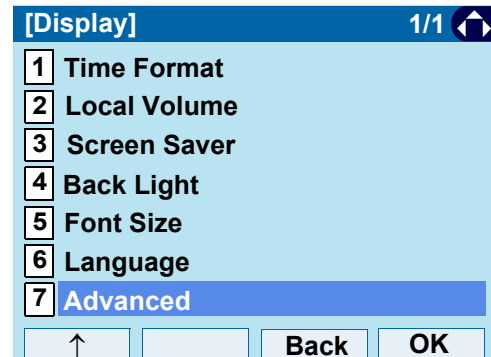 [Display] 1/1
1 Time Format
2 Local Volume
3 Screen Saver
4 Back Light
5 Font Size
6 Language
7 Advanced
↑ Back OK